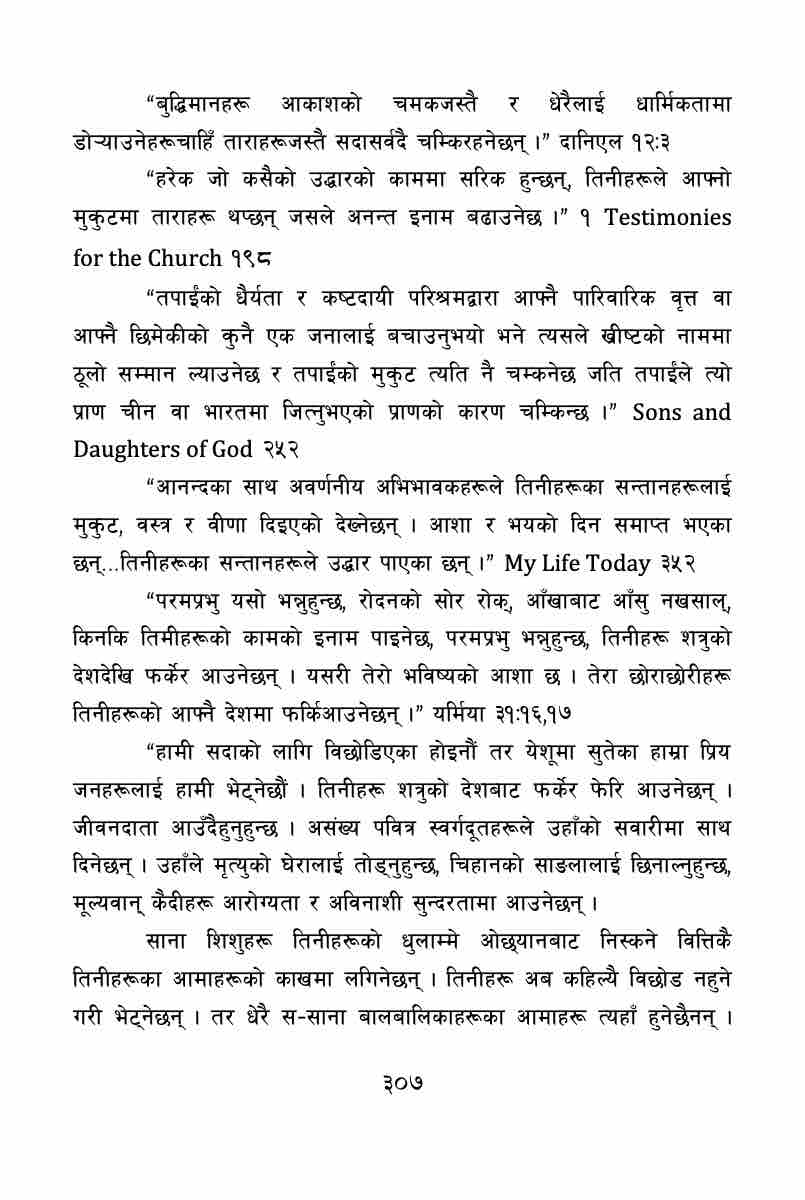 “बुद्धिमानहरू आकाशको चमकजस्तै र धेरैलाई धार्मिकतामा
डोऱ्याउनेहरूचाहिँ ताराहरूजस्तै सदासर्वदै चम्किरहनेछन् ।” दानिएल १२:३
“हरेक जो कसैको उद्धारको काममा सरिक हुन्छन्, तिनीहरूले आफ्नो
मुकुटमा ताराहरू थप्छन् जसले अनन्त इनाम बढाउनेछ ।” १ Testimonies
for the Church १९८
“तपाईंको धैर्यता र कष्टदायी परिश्रमद्वारा आफ्नै पारिवारिक वृत्त वा
आफ्नै छिमेकीको कुनै एक जनालाई बचाउनुभयो भने त्यसले ख्रीष्टको नाममा
ठूलो सम्मान ल्याउनेछ र तपाईंको मुकुट त्यति नै चम्कनेछ जति तपाईंले त्यो
प्राण चीन वा भारतमा जित्नुभएको प्राणको कारण चम्किन्छ ।” Sons and
Daughters of God २५२
“आनन्दका साथ अवर्णनीय अभिभावकहरूले तिनीहरूका सन्तानहरूलाई
मुकुट, वस्त्र र वीणा दिइएको देख्नेछन् । आशा र भयको दिन समाप्त भएका
छन्...तिनीहरूका सन्तानहरूले उद्धार पाएका छन् ।” My Life Today ३५२
“परमप्रभु यसो भन्नुहुन्छ, रोदनको सोर रोक्, आँखाबाट आँसु नखसाल्,
किनकि तिमीहरूको कामको इनाम पाइनेछ, परमप्रभु भन्नुहुन्छ, तिनीहरू शत्रुको
देशदेखि फर्केर आउनेछन् । यसरी तेरो भविष्यको आशा छ । तेरा छोराछोरीहरू
तिनीहरूको आफ्नै देशमा फर्किआउनेछन् ।” यर्मिया ३१:१६,१७
“हामी सदाको लागि विछोडिएका होइनौं तर येशूमा सुतेका हाम्रा प्रिय
जनहरूलाई हामी भेट्नेछौं । तिनीहरू शत्रुको देशबाट फर्केर फेरि आउनेछन् ।
जीवनदाता आउँदैहुनुहुन्छ । असंख्य पवित्र स्वर्गदूतहरूले उहाँको सवारीमा साथ
दिनेछन् । उहाँले मृत्युको घेरालाई तोड्नुहुन्छ, चिहानको साङलालाई छिनाल्नुहुन्छ,
मूल्यवान् कैदीहरू आरोग्यता र अविनाशी सुन्दरतामा आउनेछन् ।
साना शिशुहरू तिनीहरूको धुलाम्मे ओछ्यानबाट निस्कने वित्तिकै
तिनीहरूका आमाहरूको काखमा लगिनेछन् । तिनीहरू अब कहिल्यै विछोड नहुने
गरी भेट्नेछन् । तर धेरै स-साना बालबालिकाहरूका आमाहरू त्यहाँ हुनेछैनन् ।
३०७